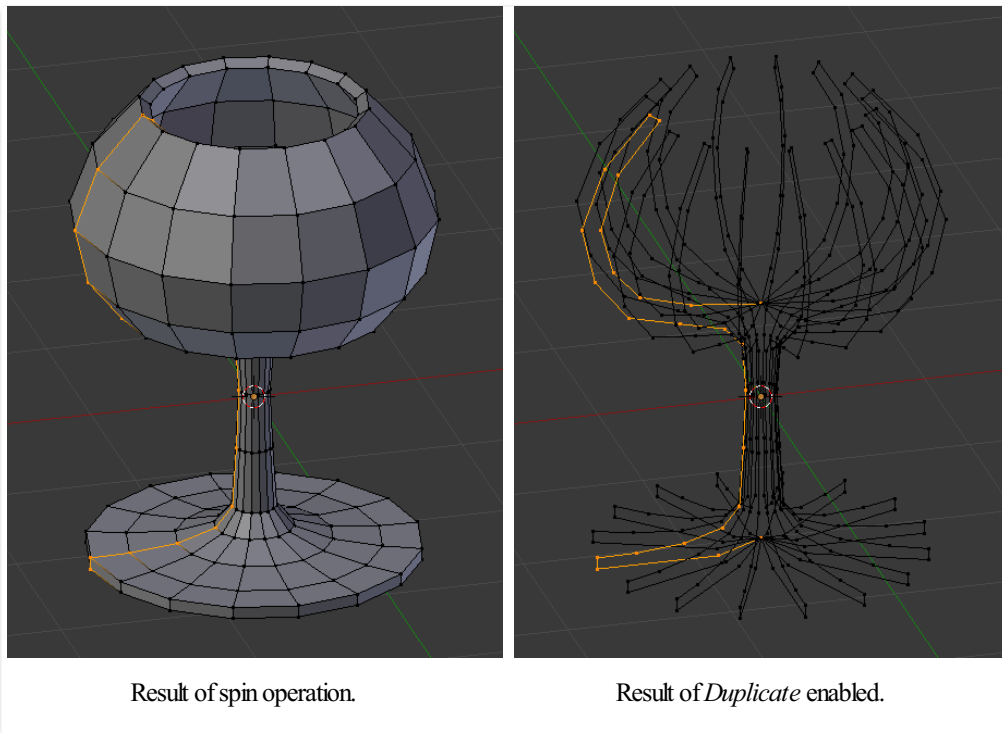 Result of spin operation.
Result of Duplicate enabled.